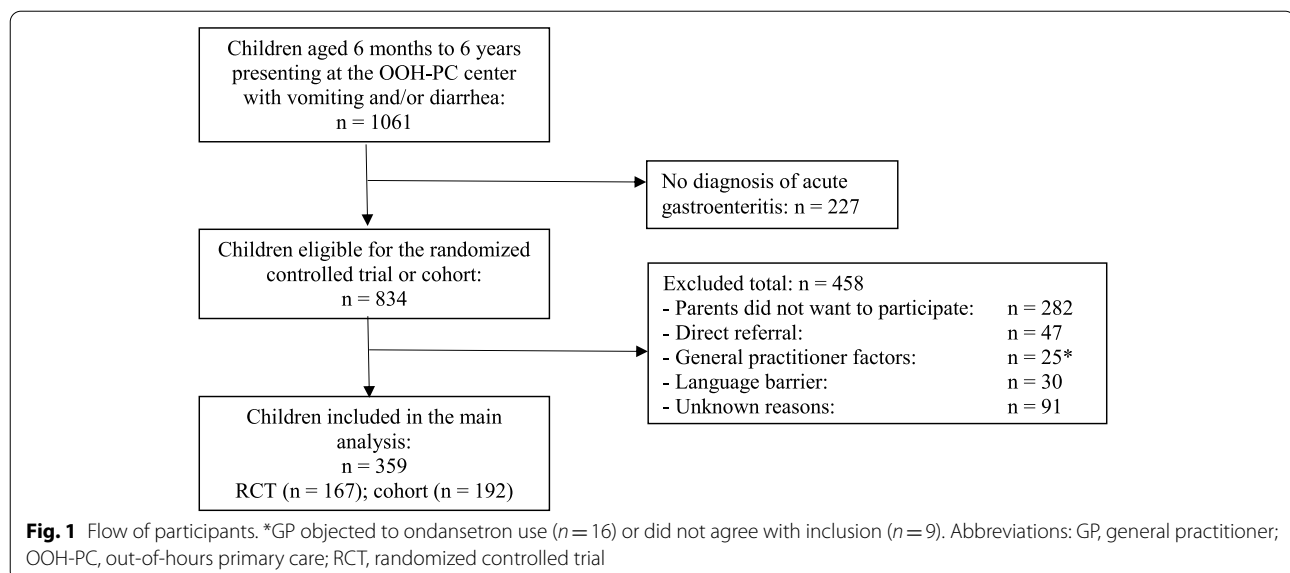 Children aged 6 months to 6 years
presenting at the OOH-PC center
with vomiting and/or diarrhea:
n = 1061
No diagnosis of acute
gastroenteritis: n = 227
Children eligible for the randomized
controlled trial or cohort:
n = 834
Excluded total: n = 458
- Parents did not want to participate: n = 282
- Direct referral: n = 47
- General practitioner factors: n = 25*
- Language barrier: n = 30
- Unknown reasons: n = 91
Children included in the main
analysis:
n = 359
RCT (n = 167); cohort (n = 192)
Fig. 1 Flow of participants. *GP objected to ondansetron use (n = 16) or did not agree with inclusion (n = 9). Abbreviations: GP, general practitioner;
OOH-PC, out-of-hours primary care; RCT, randomized controlled trial